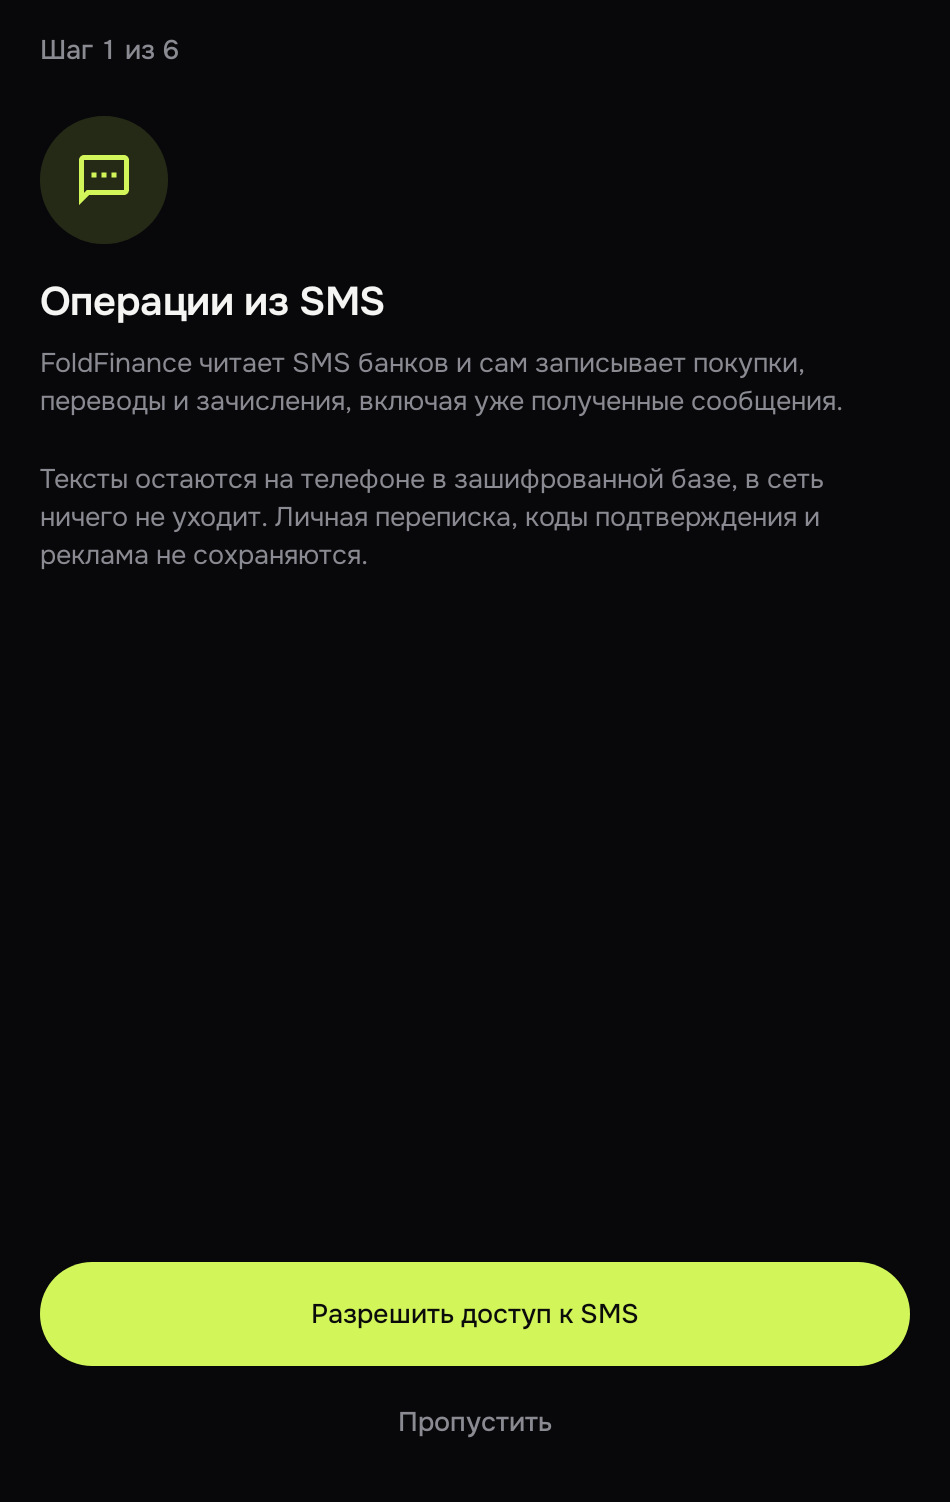 Шаг 1 из 6
Операции из SMS
FoldFinance читает SMS банков и сам записывает покупки,
переводы и зачисления, включая уже полученные сообщения.
Тексты остаются на телефоне в зашифрованной базе, в сеть
ничего не уходит. Личная переписка, коды подтверждения и
реклама не сохраняются.
Разрешить доступ к SMS
Пропустить